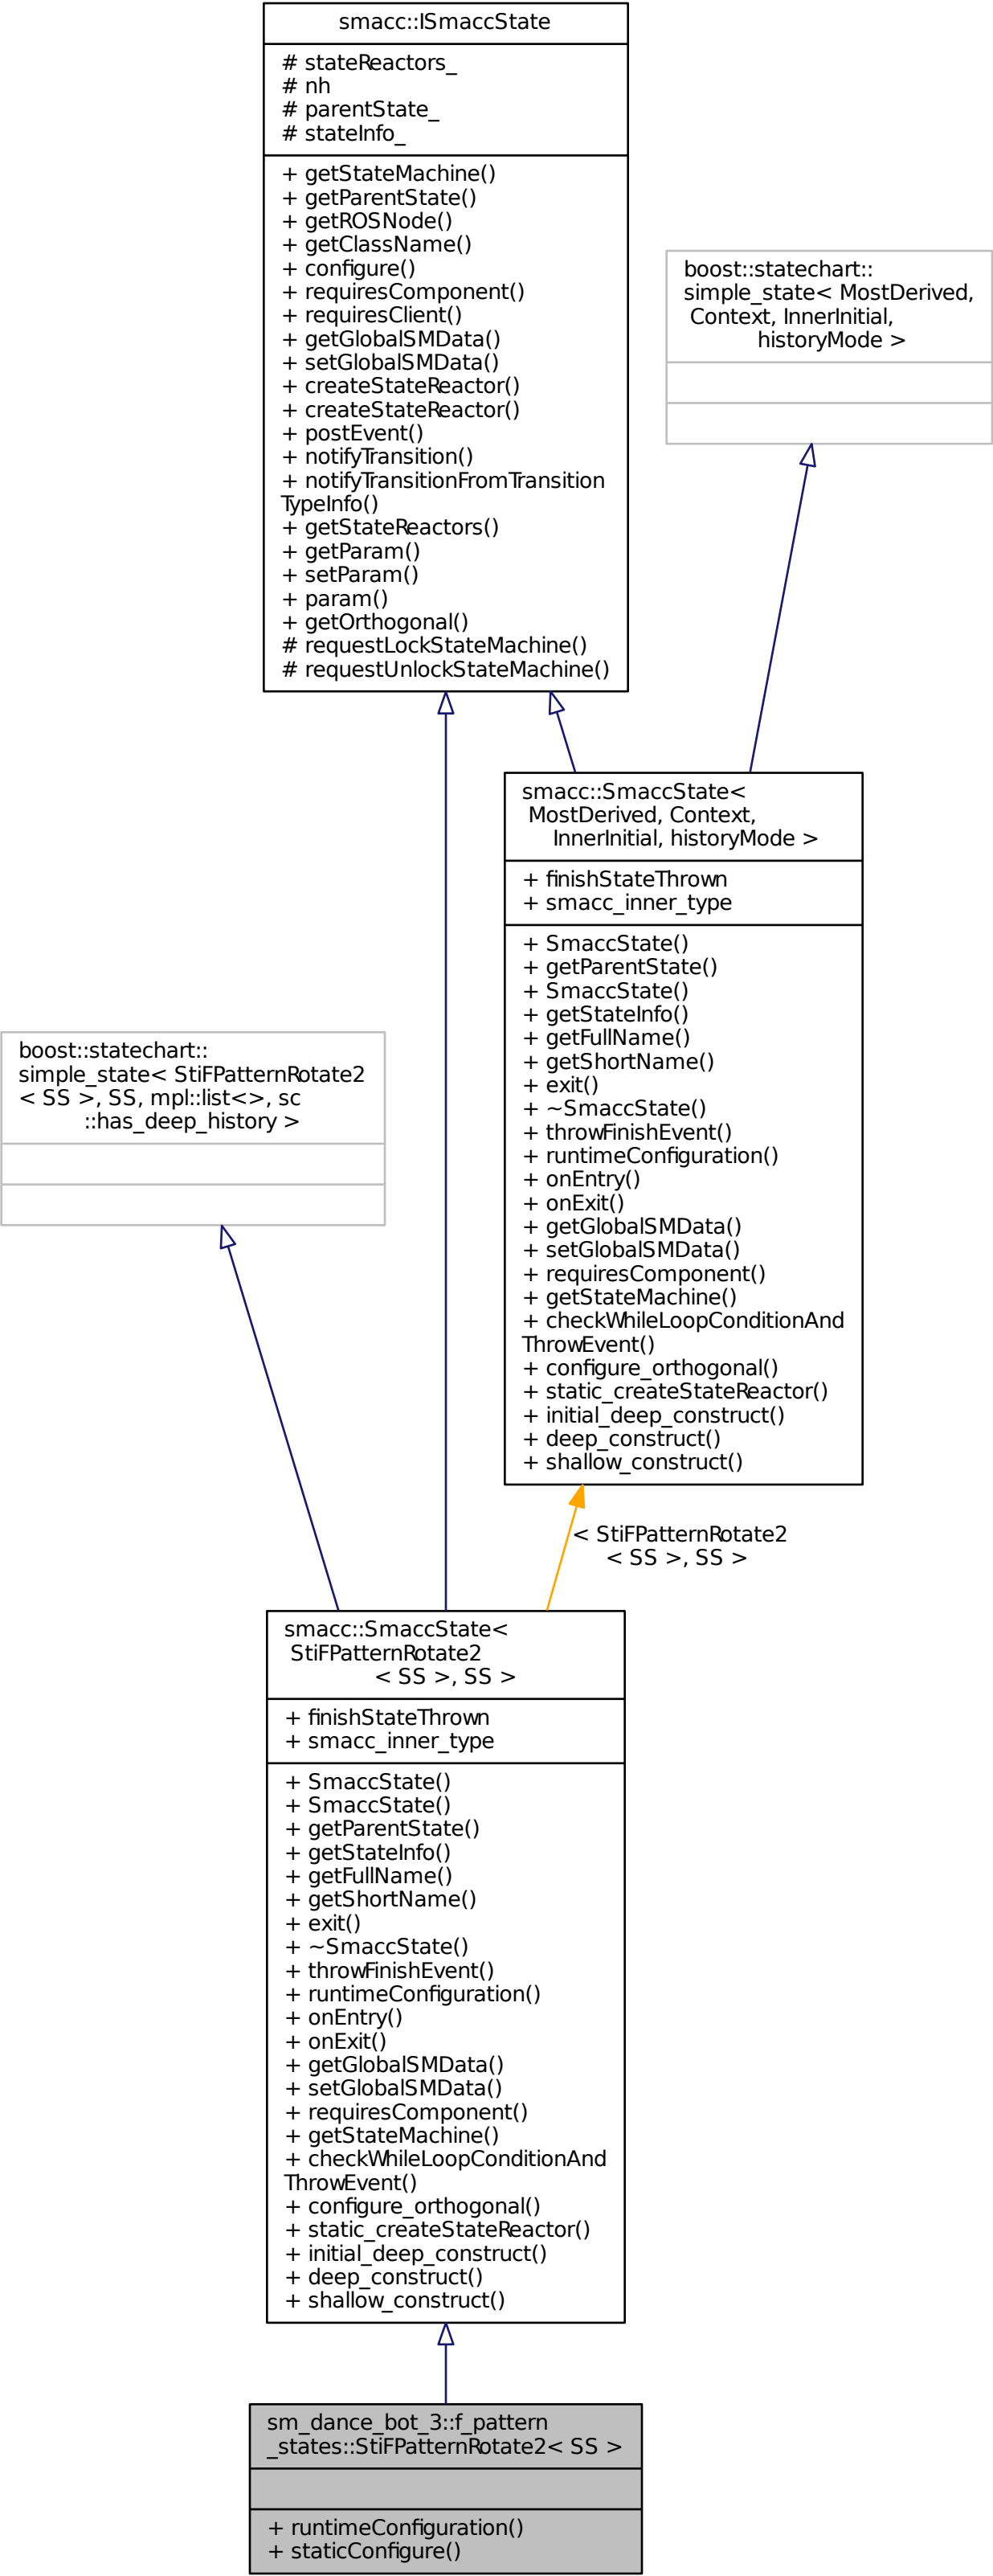 smacc::ISmaccState
# stateReactors_
# nh
# parentState_
# stateInfo_
+ getStateMachine()
+ getParentState()
+ getROSNode()
+ getClassName()
+ configure()
+ requiresComponent()
+ requiresClient()
+ getGlobalSMData()
+ setGlobalSMData()
+ createStateReactor()
+ createStateReactor()
+ postEvent()
+ notifyTransition()
+ notifyTransitionFromTransition
TypeInfo()
+ getStateReactors()
+ getParam()
+ setParam()
+ param()
+ getOrthogonal()
# requestLockStateMachine()
# requestUnlockStateMachine()
boost::statechart::
simple_state< MostDerived,
Context, InnerInitial,
historyMode >
smacc::SmaccState<
MostDerived, Context,
InnerInitial, historyMode >
+ finishStateThrown
+ smacc_inner_type
+ SmaccState()
+ getParentState()
+ SmaccState()
+ getStateInfo()
+ getFullName()
+ getShortName()
+ exit()
+ ~SmaccState()
+ throwFinishEvent()
+ runtimeConfiguration()
+ onEntry()
+ onExit()
+ getGlobalSMData()
+ setGlobalSMData()
+ requiresComponent()
+ getStateMachine()
+ checkWhileLoopConditionAnd
ThrowEvent()
+ configure_orthogonal()
+ static_createStateReactor()
+ initial_deep_construct()
+ deep_construct()
+ shallow_construct()
boost::statechart::
simple_state< StiFPatternRotate2
< SS >, SS, mpl::list<>, sc
::has_deep_history >
< StiFPatternRotate2
< SS >, SS >
smacc::SmaccState<
StiFPatternRotate2
< SS >, SS >
+ finishStateThrown
+ smacc_inner_type
+ SmaccState()
+ SmaccState()
+ getParentState()
+ getStateInfo()
+ getFullName()
+ getShortName()
+ exit()
+ ~SmaccState()
+ throwFinishEvent()
+ runtimeConfiguration()
+ onEntry()
+ onExit()
+ getGlobalSMData()
+ setGlobalSMData()
+ requiresComponent()
+ getStateMachine()
+ checkWhileLoopConditionAnd
ThrowEvent()
+ configure_orthogonal()
+ static_createStateReactor()
+ initial_deep_construct()
+ deep_construct()
+ shallow_construct()
sm_dance_bot_3::f_pattern
_states::StiFPatternRotate2< SS >
+ runtimeConfiguration()
+ staticConfigure()